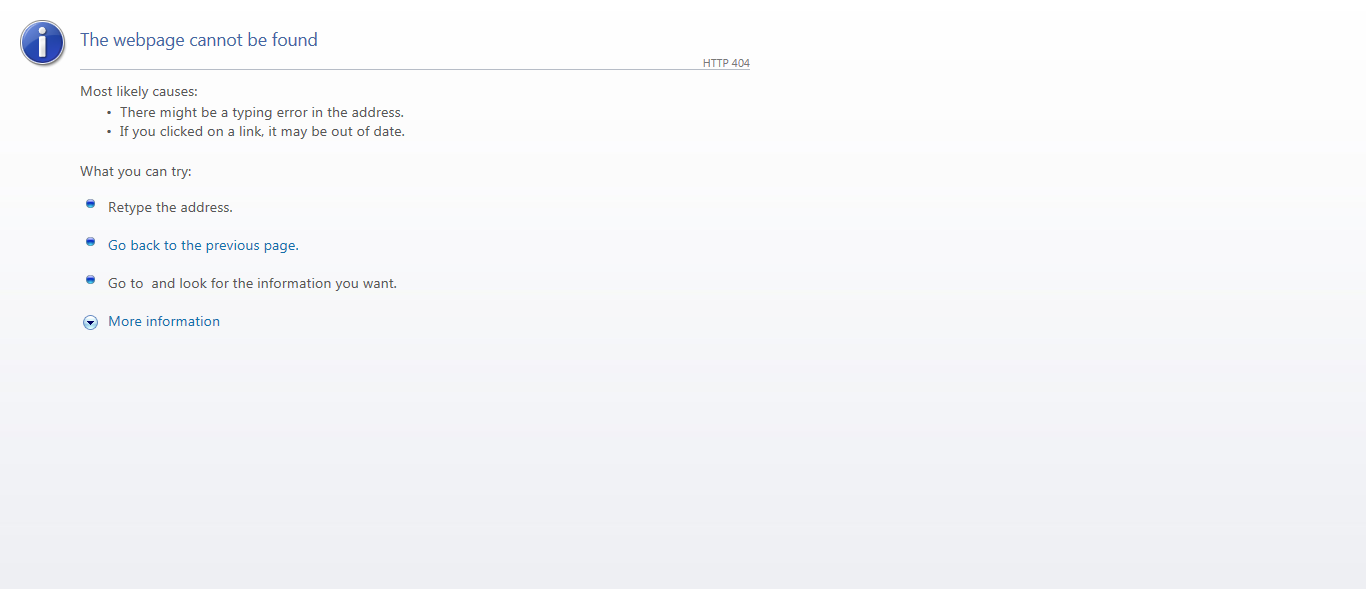 The webpage cannot be found
HTTP 404
Most likely causes:
• There might be a typing error in the address.
• If you clicked on a link, it may be out of date.
What you can try:
Retype the address.
Go back to the previous page.
Go to  and look for the information you want.
More information